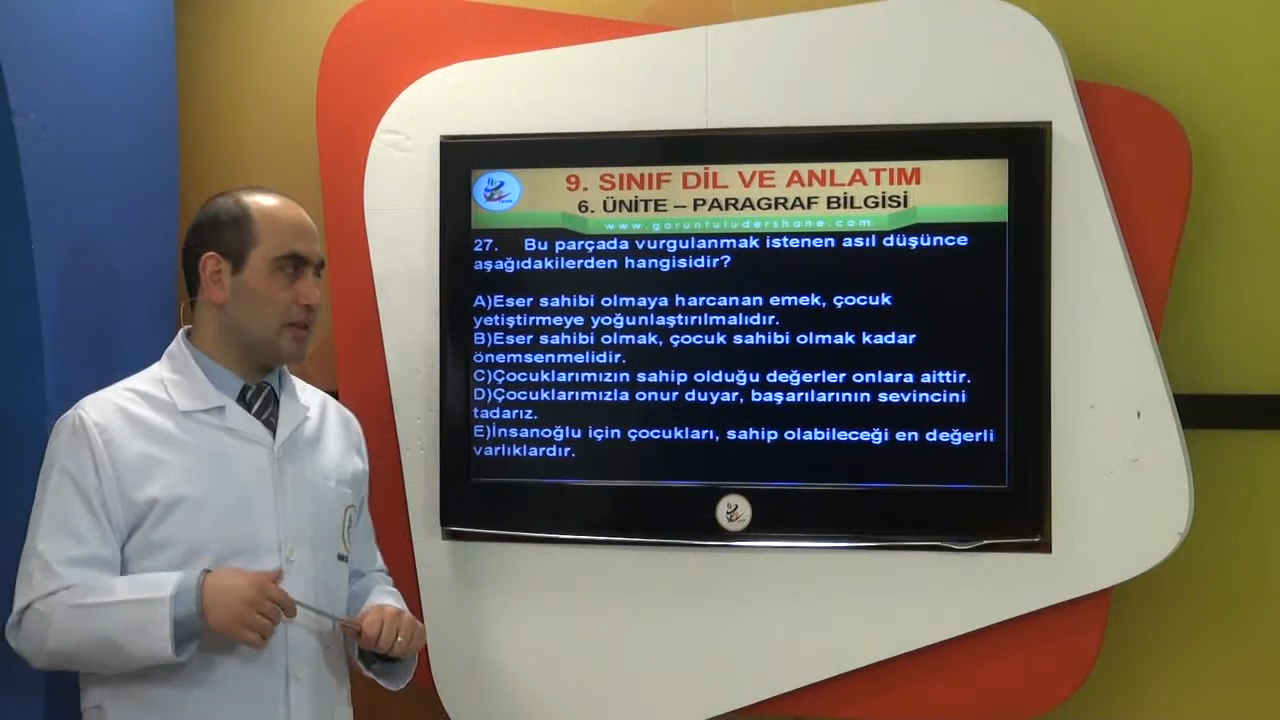 9. SINIF DİL VE ANLATIM
6. ÜNİTE – PARAGRAF BİLGİSİ
www.goruntuludershane.com
27. Bu parçada vurgulanmak istenen asıl düşünce
aşağıdakilerden hangisidir?
A)Eser sahibi olmaya harcanan emek, çocuk
yetiştirmeye yoğunlaştırılmalıdır.
B)Eser sahibi olmak, çocuk sahibi olmak kadar
önemsenmelidir.
C)Çocuklarımızın sahip olduğu değerler onlara aittir.
D)Çocuklarımızla onur duyar, başarılarının sevincini
tadarız.
E)İnsanoğlu için çocukları, sahip olabileceği en değerli
varlıklardır.